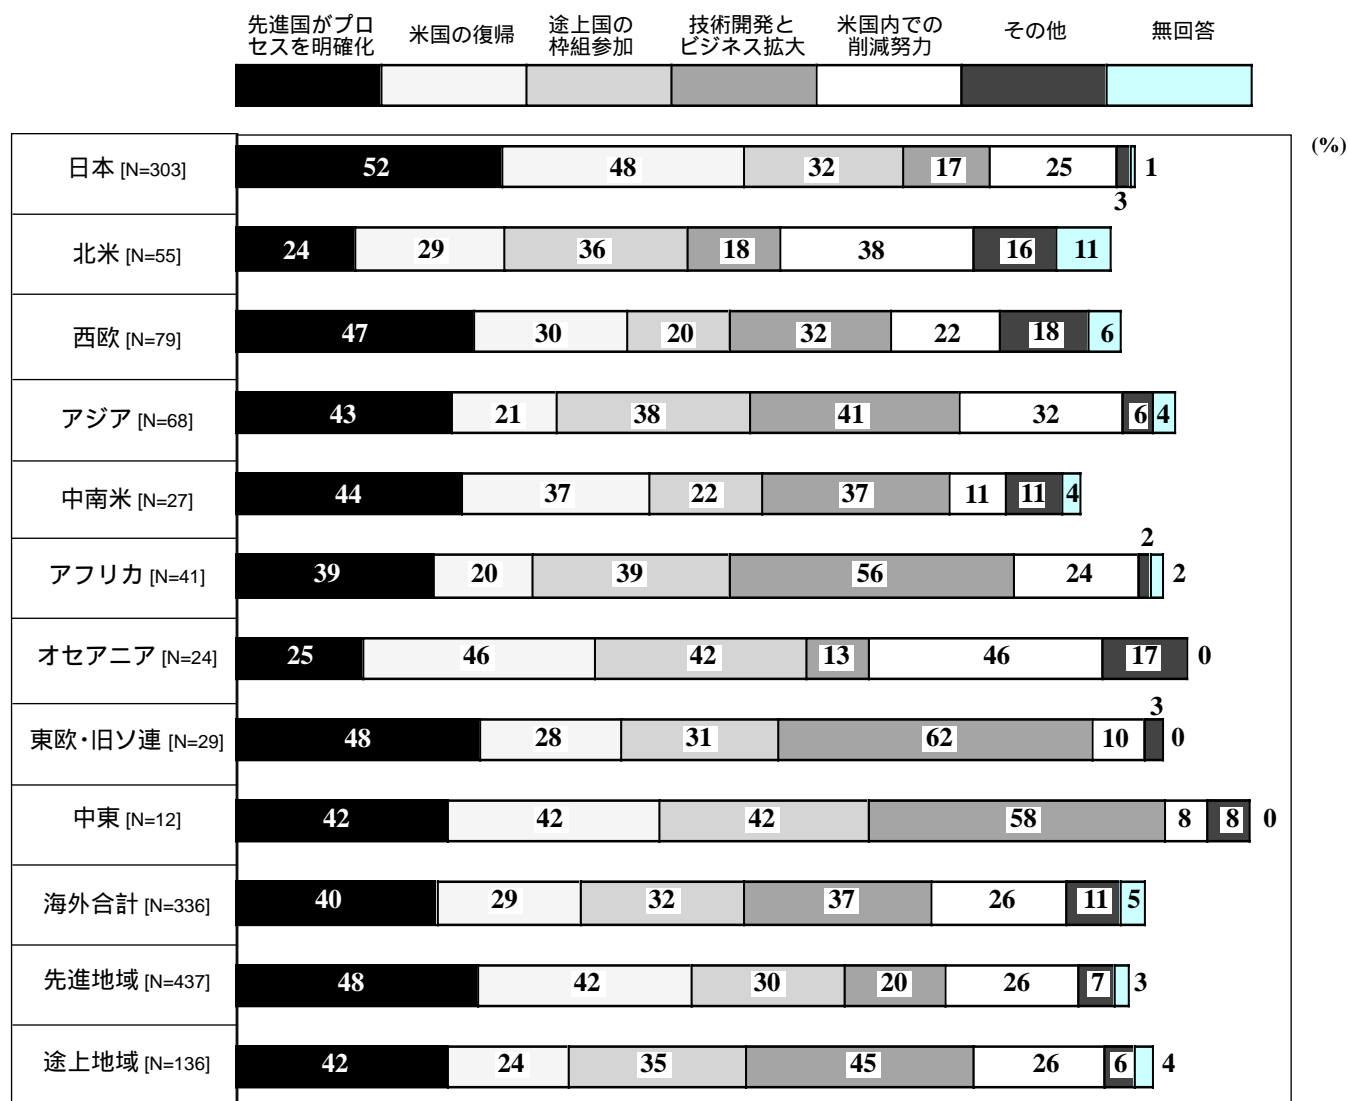 先進国がプロ
セスを明確化
米国の復帰
途上国の
枠組参加
技術開発と
ビジネス拡大
米国内での
削減努力
その他
無回答
(%)
日本 [N=303] 52 48 32 17 25 3 1
北米 [N=55] 24 29 36 18 38 16 11
西欧 [N=79] 47 30 20 32 22 18 6
アジア [N=68] 43 21 38 41 32 6 4
中南米 [N=27] 44 37 22 37 11 11 4
アフリカ [N=41] 39 20 39 56 24 2 2
オセアニア [N=24] 25 46 42 13 46 17 0
東欧・旧ソ連 [N=29] 48 28 31 62 10 3 0
中東 [N=12] 42 42 42 58 8 8 0
海外合計 [N=336] 40 29 32 37 26 11 5
先進地域 [N=437] 48 42 30 20 26 7 3
途上地域 [N=136] 42 24 35 45 26 6 4